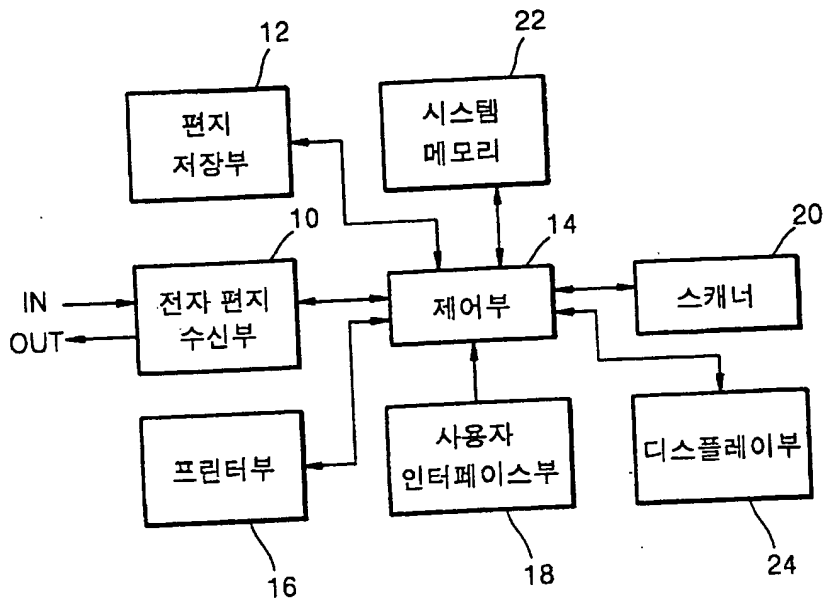 12
편지
저장부
22
시스템
메모리
10
IN
OUT
전자 편지
수신부
14
제어부
20
스캐너
프린터부
16
사용자
인터페이스부
18
디스플레이부
24